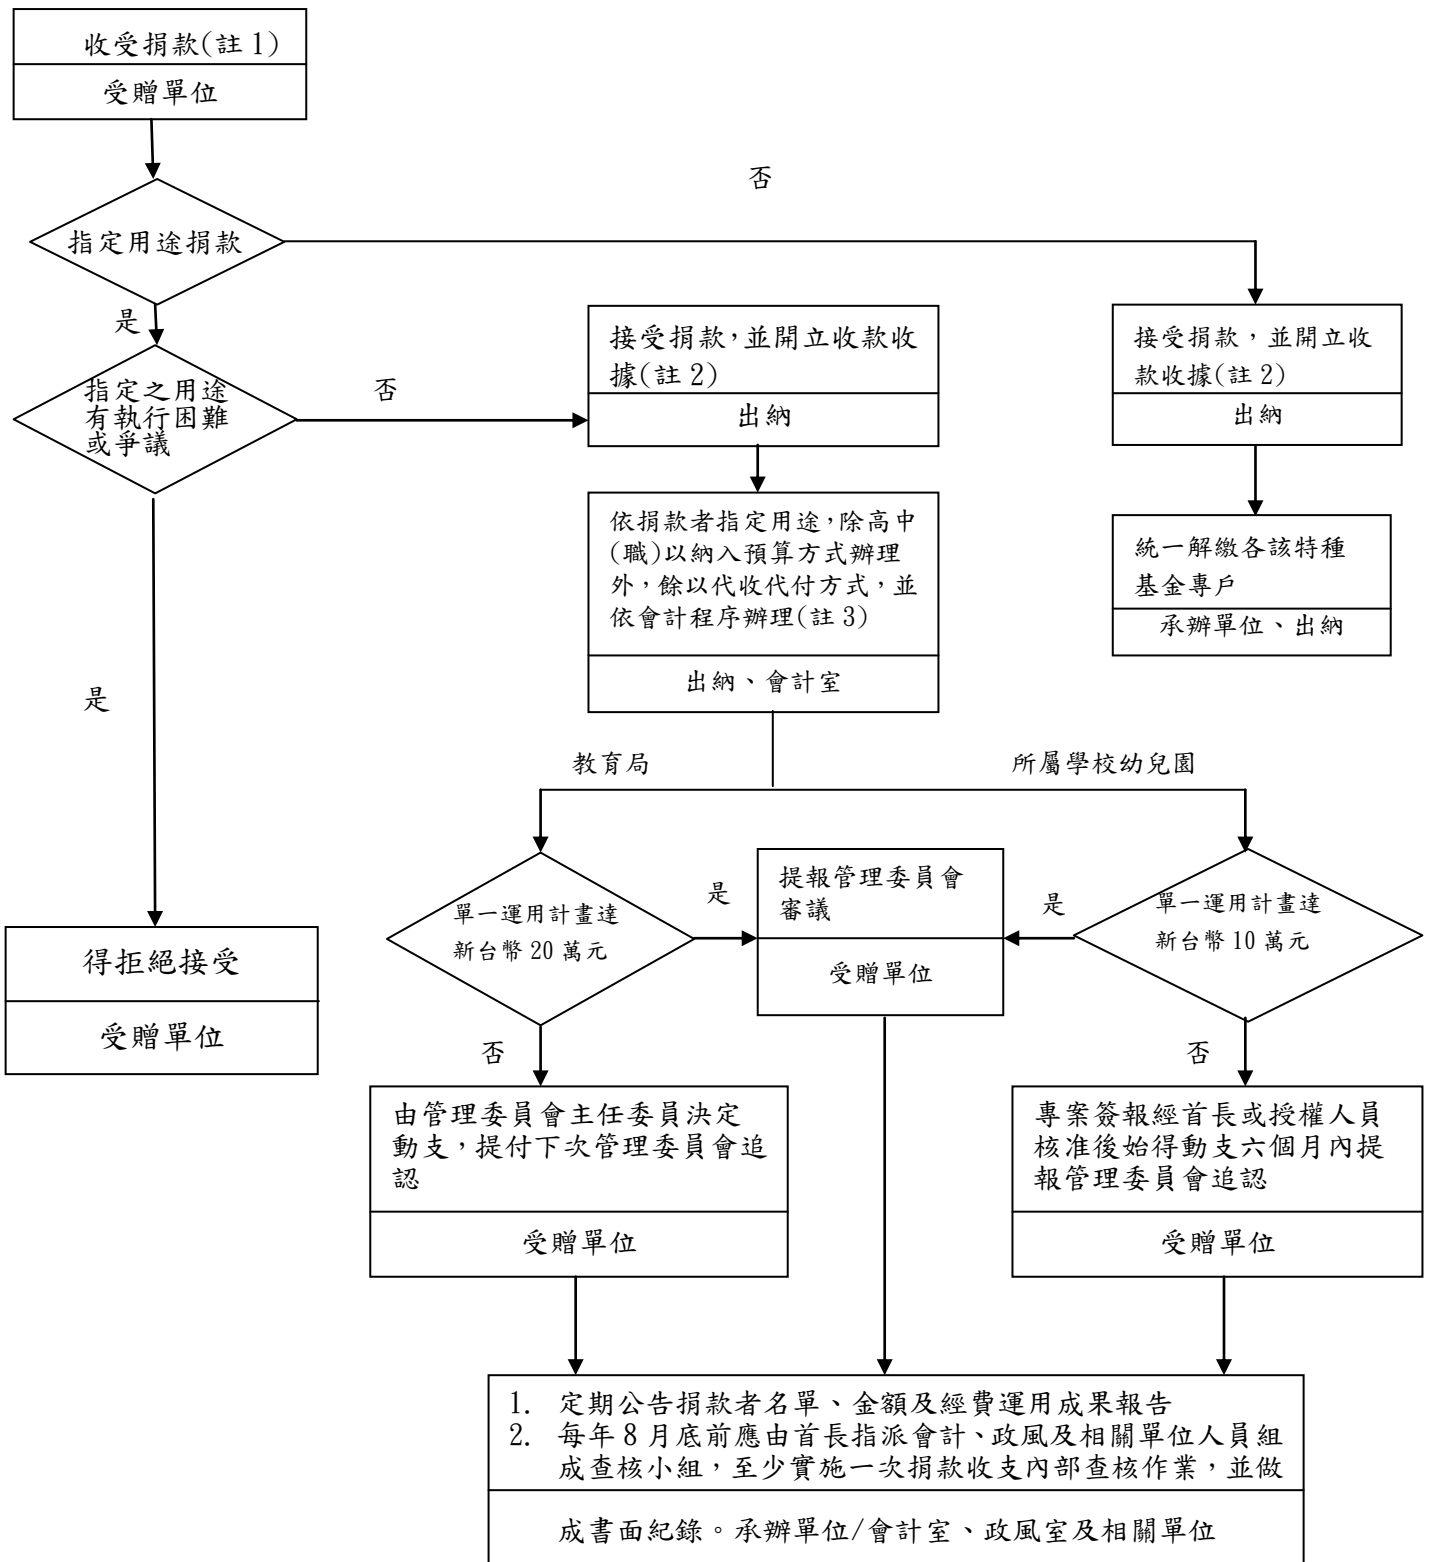 收受捐款(註1)
受贈單位
否
指定用途捐款
是
指定之用途
有執行困難
或爭議
否
接受捐款，並開立收款收
據(註2)
出納
接受捐款，並開立收
款收據(註2)
出納
依捐款者指定用途，除高中
(職)以納入預算方式辦理
外，餘以代收代付方式，並
依會計程序辦理(註3)
出納、會計室
統一解繳各該特種
基金專戶
承辦單位、出納
是
教育局
所屬學校幼兒園
單一運用計畫達
新台幣20萬元
是
提報管理委員會
審議
受贈單位
是
單一運用計畫達
新台幣10萬元
得拒絕接受
受贈單位
否
否
由管理委員會主任委員決定
動支，提付下次管理委員會追
認
受贈單位
專案簽報經首長或授權人員
核准後始得動支六個月內提
報管理委員會追認
受贈單位
1. 定期公告捐款者名單、金額及經費運用成果報告
2. 每年8月底前應由首長指派會計、政風及相關單位人員組
成查核小組，至少實施一次捐款收支內部查核作業，並做
成書面紀錄。承辦單位/會計室、政風室及相關單位